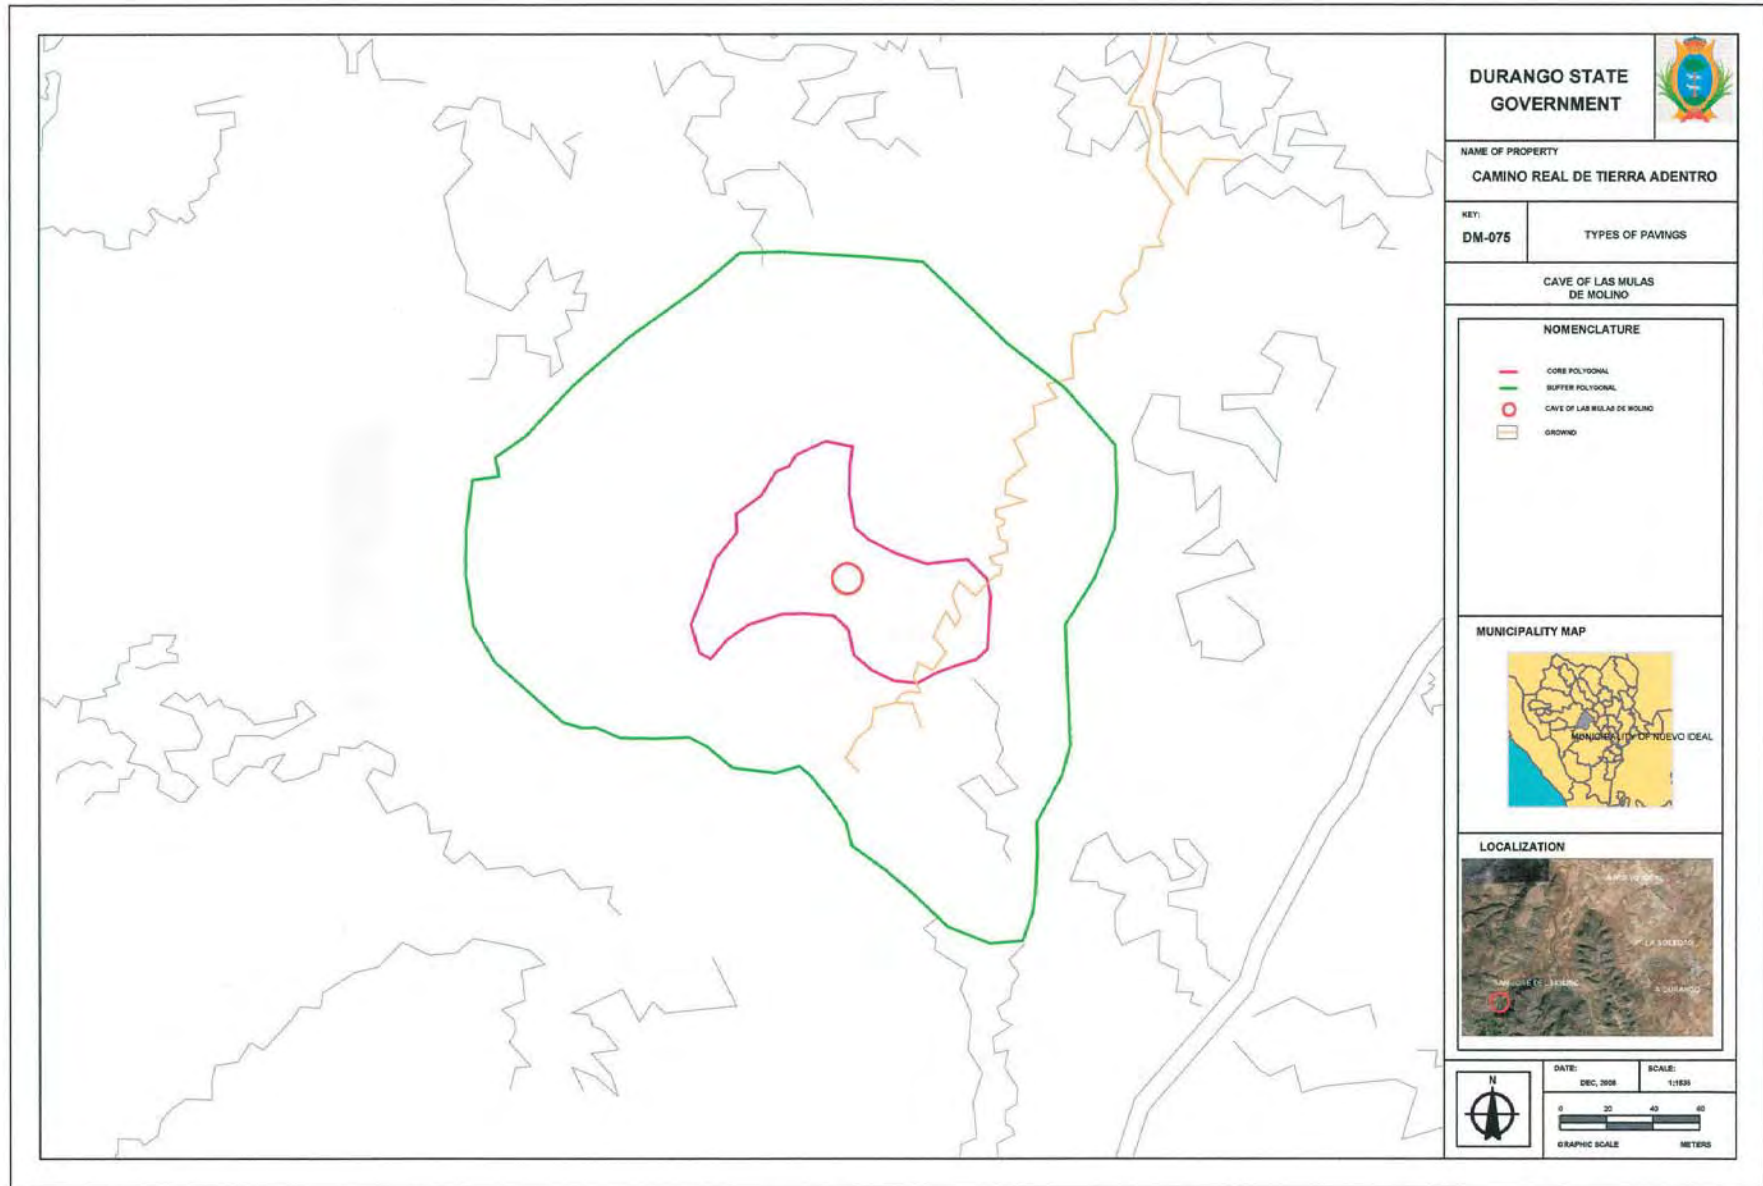 DURANGO STATE
GOVERNMENT
NAME OF PROPERTY
CAMINO REAL DE TIERRA ADENTRO
KEY:
DM-075
TYPES OF PAVINGS
CAVE OF LAS MULAS
DE MOLINO
NOMENCLATURE
CORE POLYGONAL
BUFFER POLYGONAL
CAVE OF LAS MULAS DE MOLINO
GROWND
MUNICIPALITY MAP
MUNICIPALITY OF NUEVO IDEAL
LOCALIZATION
LA SOLEDAD
A DURANGO
N
DATE:
DEC, 2008
SCALE:
0 20 40 60
GRAPHIC SCALE METERS